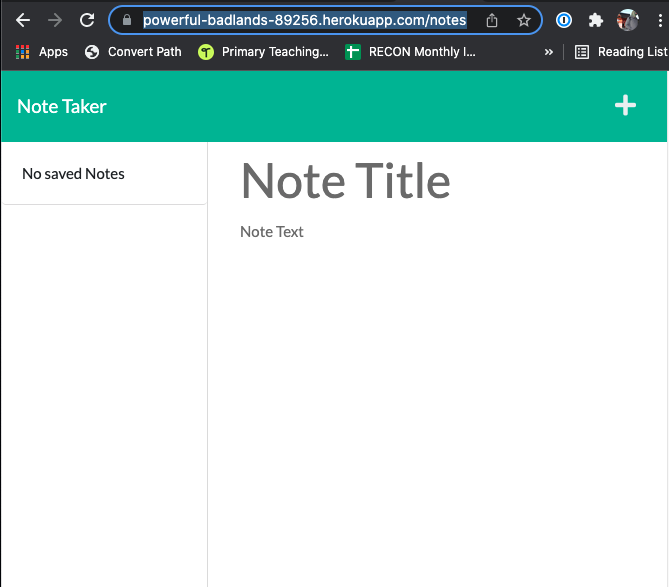 powerful-badlands-89256.herokuapp.com/notes
Apps Convert Path Primary Teaching... RECON Monthly I... » Reading List
Note Taker
No saved Notes
Note Title
Note Text